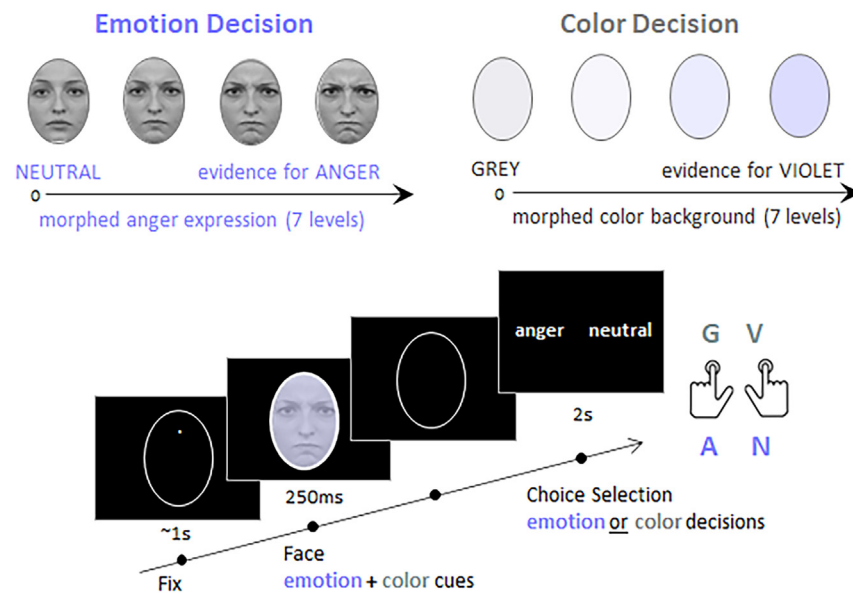 Emotion Decision
Color Decision
NEUTRAL
evidence for ANGER
0
morphed anger expression (7 levels)
GREY
evidence for VIOLET
0
morphed color background (7 levels)
anger neutral
G V
A N
2s
250ms
~1s
Choice Selection
emotion or color decisions
Face
emotion + color cues
Fix